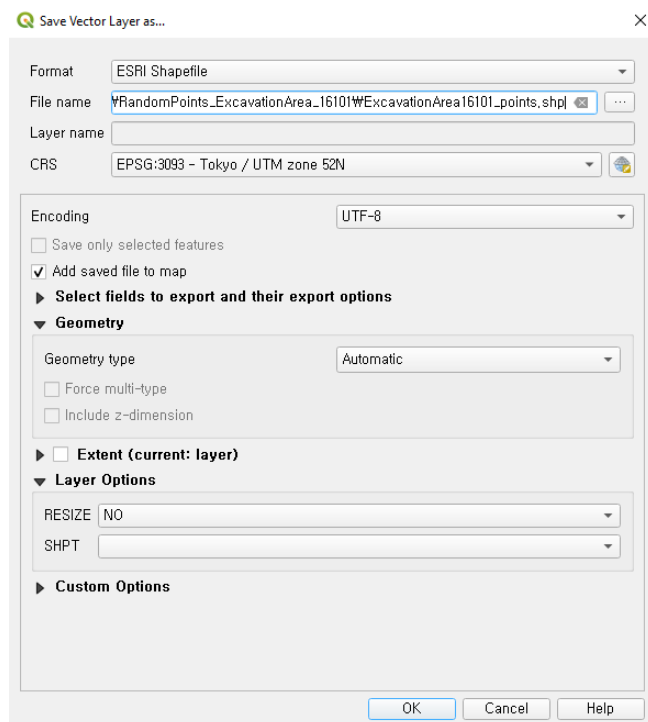 Save Vector Layer as...
Format ESRI Shapefile
File name ₩RandomPoints_ExcavationArea_16101₩ExcavationArea16101_points.shp
Layer name
CRS EPSG:3093 - Tokyo / UTM zone 52N
Encoding UTF-8
Save only selected features
Add saved file to map
Select fields to export and their export options
Geometry
Geometry type Automatic
Force multi-type
Include z-dimension
Extent (current: layer)
Layer Options
RESIZE NO
SHPT
Custom Options
OK Cancel Help